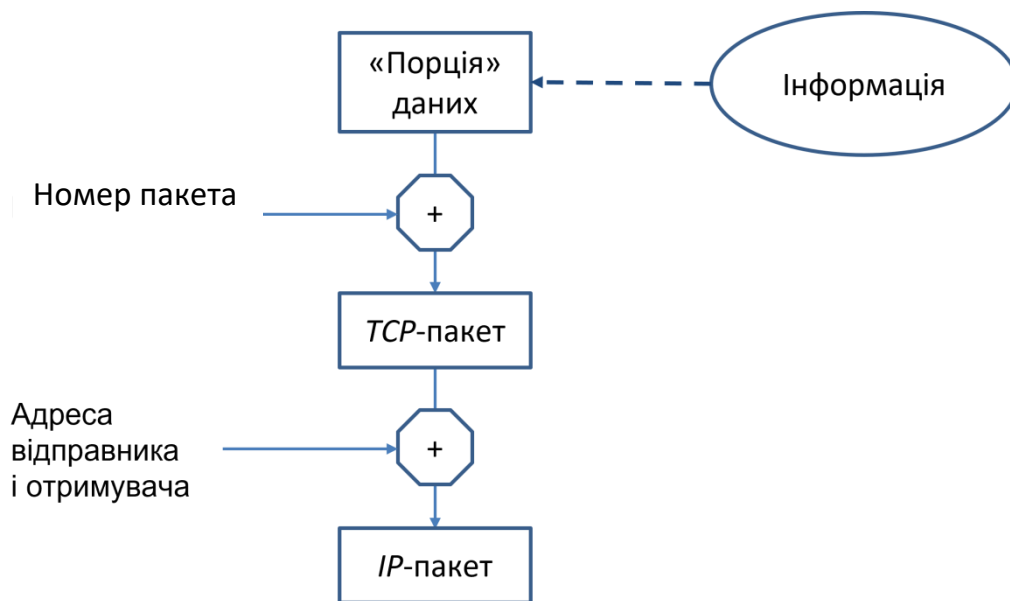 «Порція»
даних
Інформація
Номер пакета
+
TCP-пакет
Адреса
відправника
і отримувача
+
IP-пакет